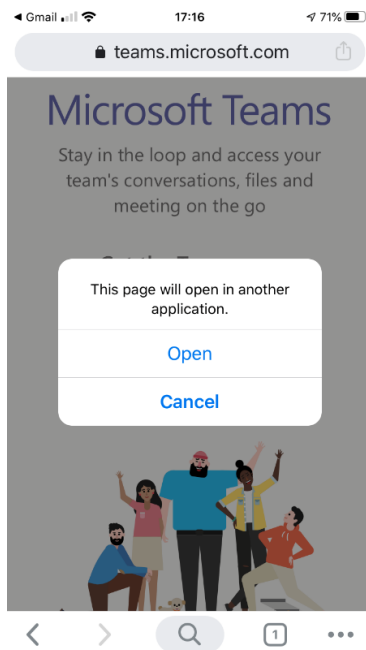 Gmail 17:16 71%
teams.microsoft.com
Microsoft Teams
Stay in the loop and access your
team's conversations, files and
meeting on the go
This page will open in another
application.
Open
Cancel
1